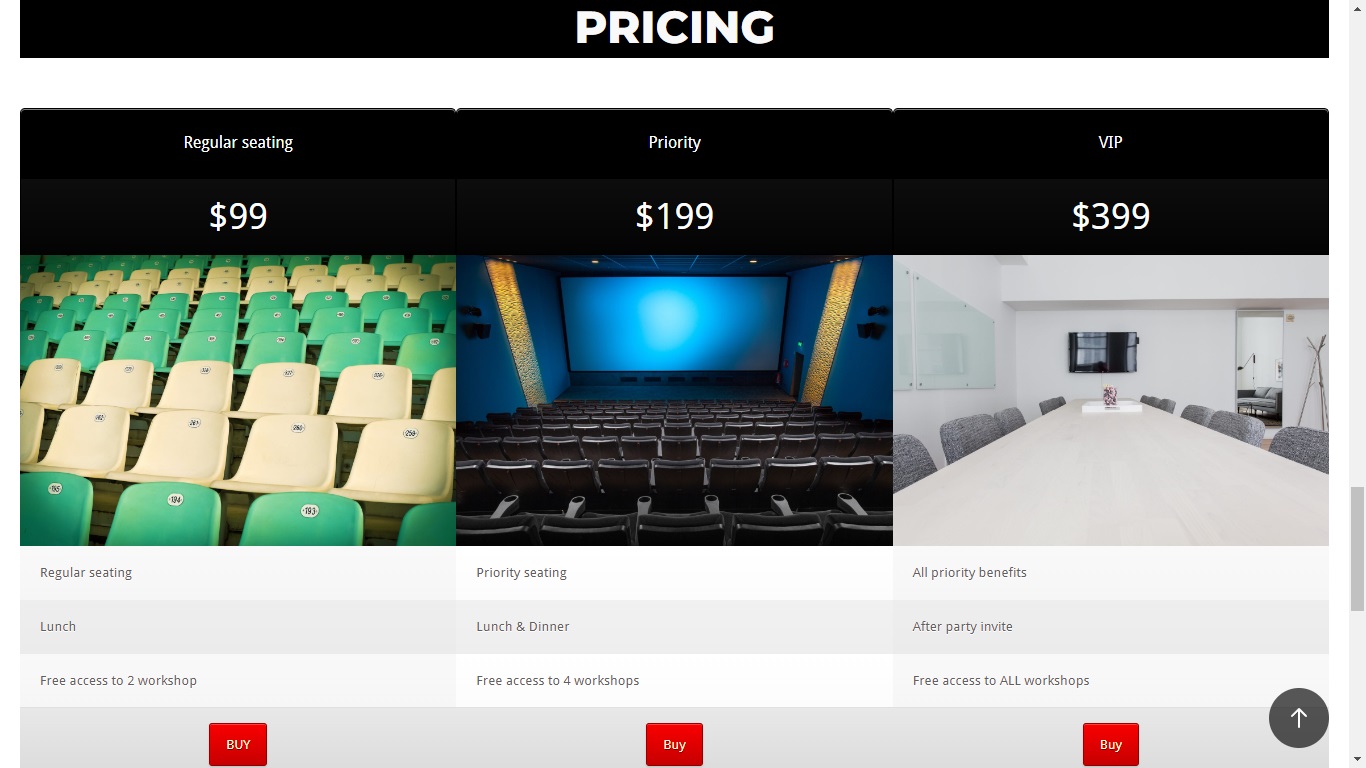 PRICING
Regular seating
Priority
VIP
$99
$199
$399
Regular seating
Priority seating
All priority benefits
Lunch
Lunch & Dinner
After party invite
Free access to 2 workshop
Free access to 4 workshops
Free access to ALL workshops
BUY
Buy
Buy